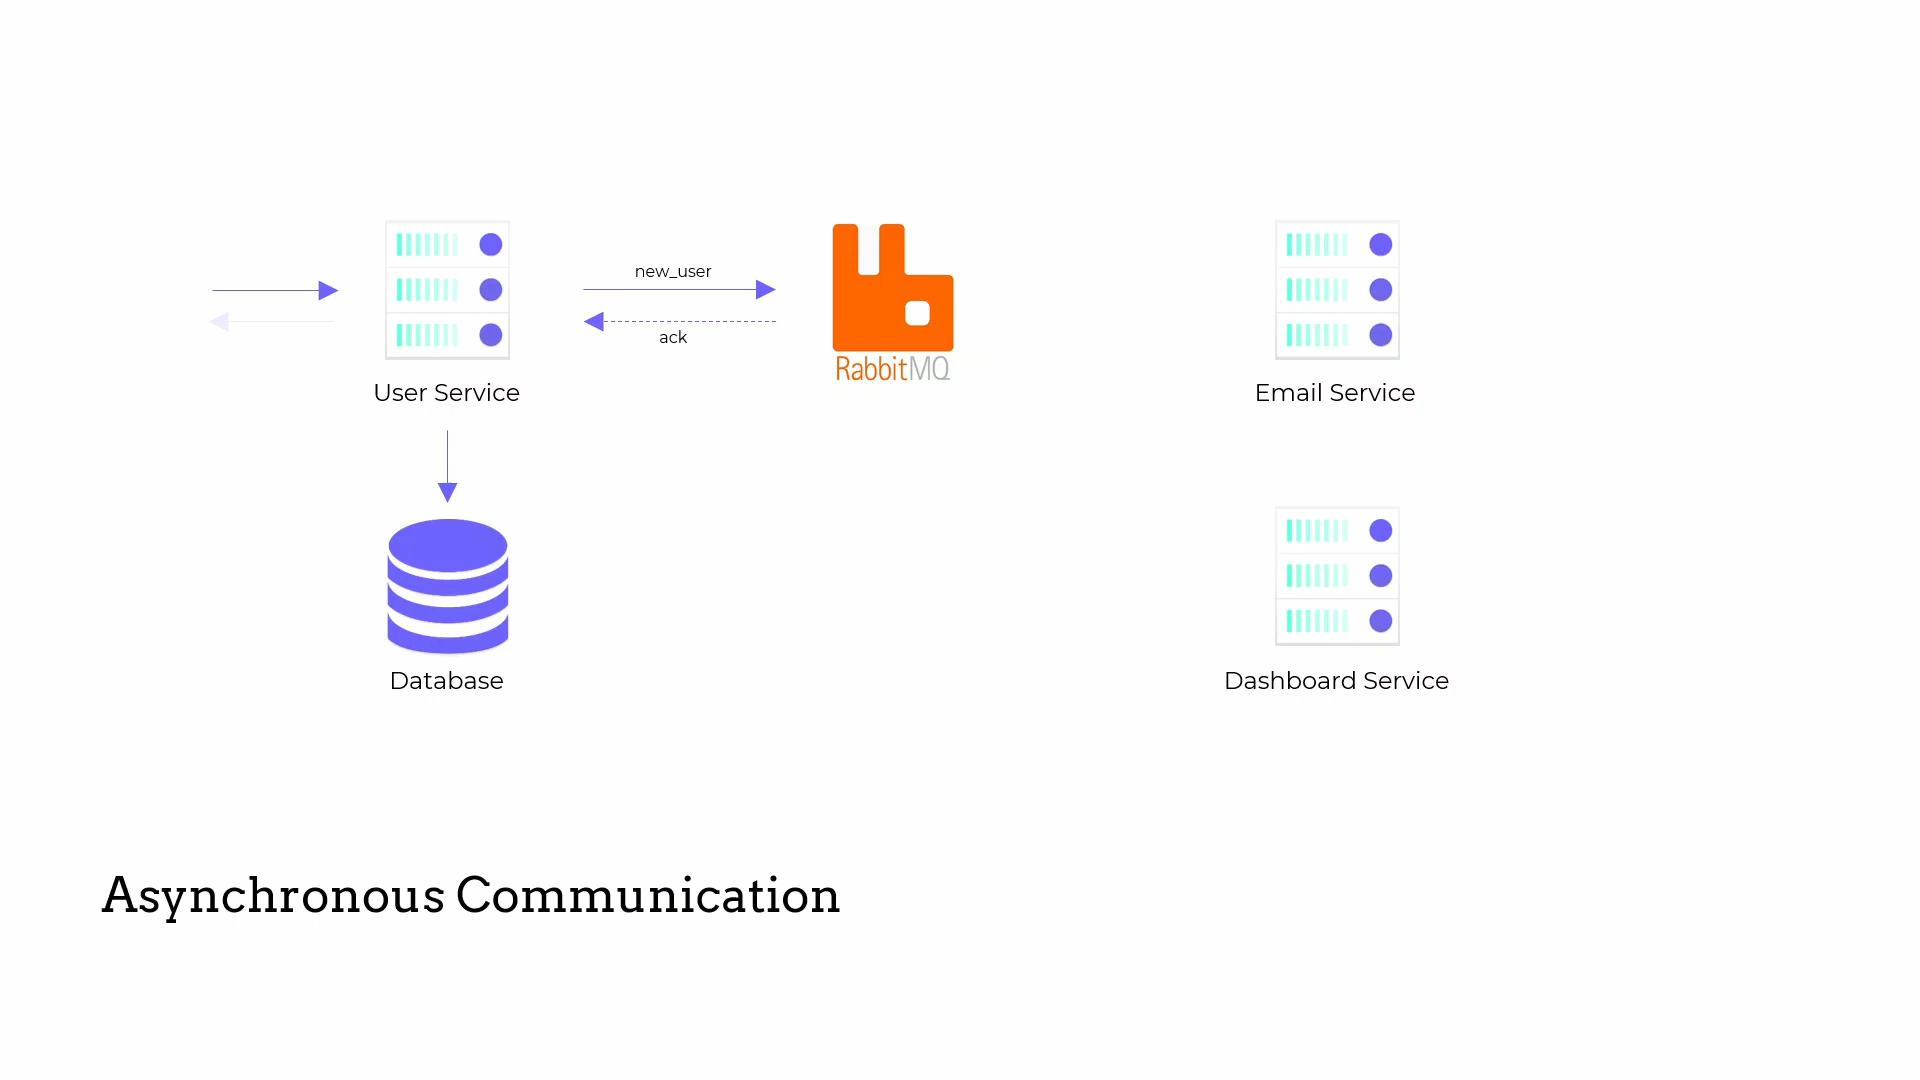 new_user
ack
RabbitMQ
User Service
Email Service
Database
Dashboard Service
Asynchronous Communication